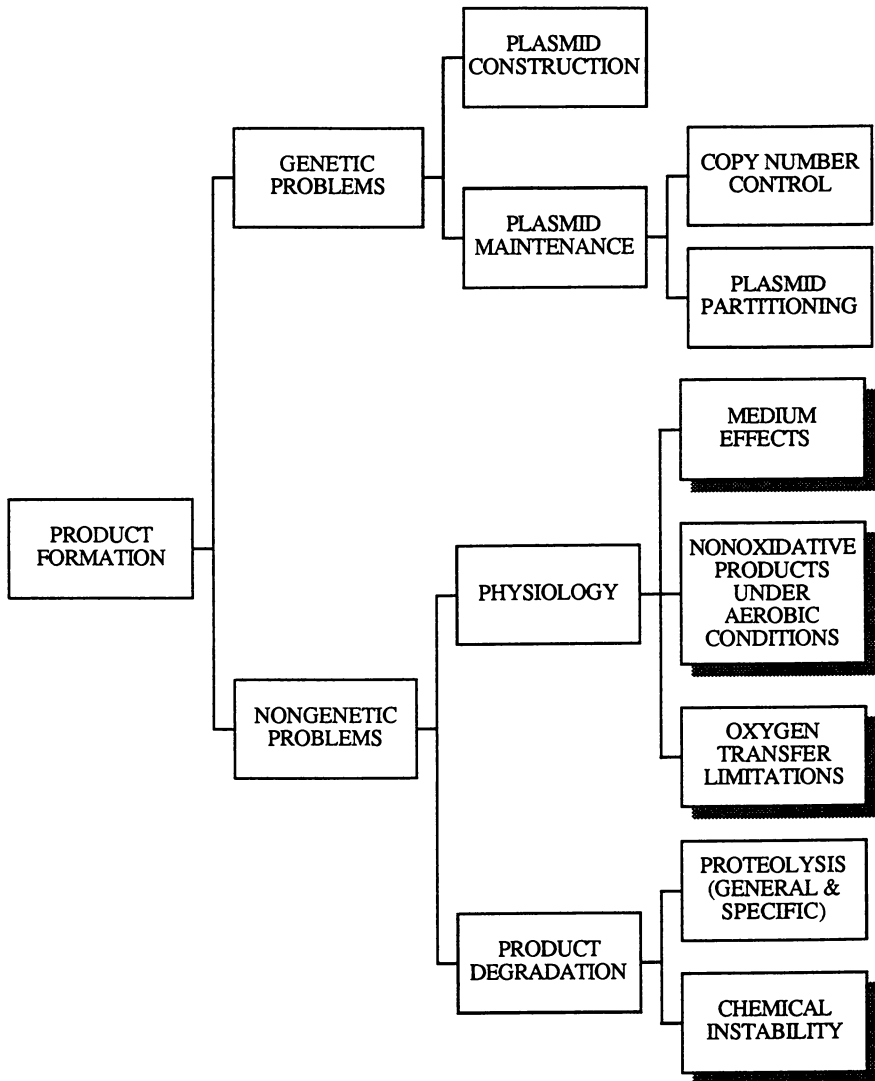 PLASMID
CONSTRUCTION
GENETIC
PROBLEMS
COPY NUMBER
CONTROL
PLASMID
MAINTENANCE
PLASMID
PARTITIONING
MEDIUM
EFFECTS
PRODUCT
FORMATION
NONOXIDATIVE
PRODUCTS
UNDER
AEROBIC
CONDITIONS
PHYSIOLOGY
NONGENETIC
PROBLEMS
OXYGEN
TRANSFER
LIMITATIONS
PROTEOLYSIS
(GENERAL &
SPECIFIC)
PRODUCT
DEGRADATION
CHEMICAL
INSTABILITY